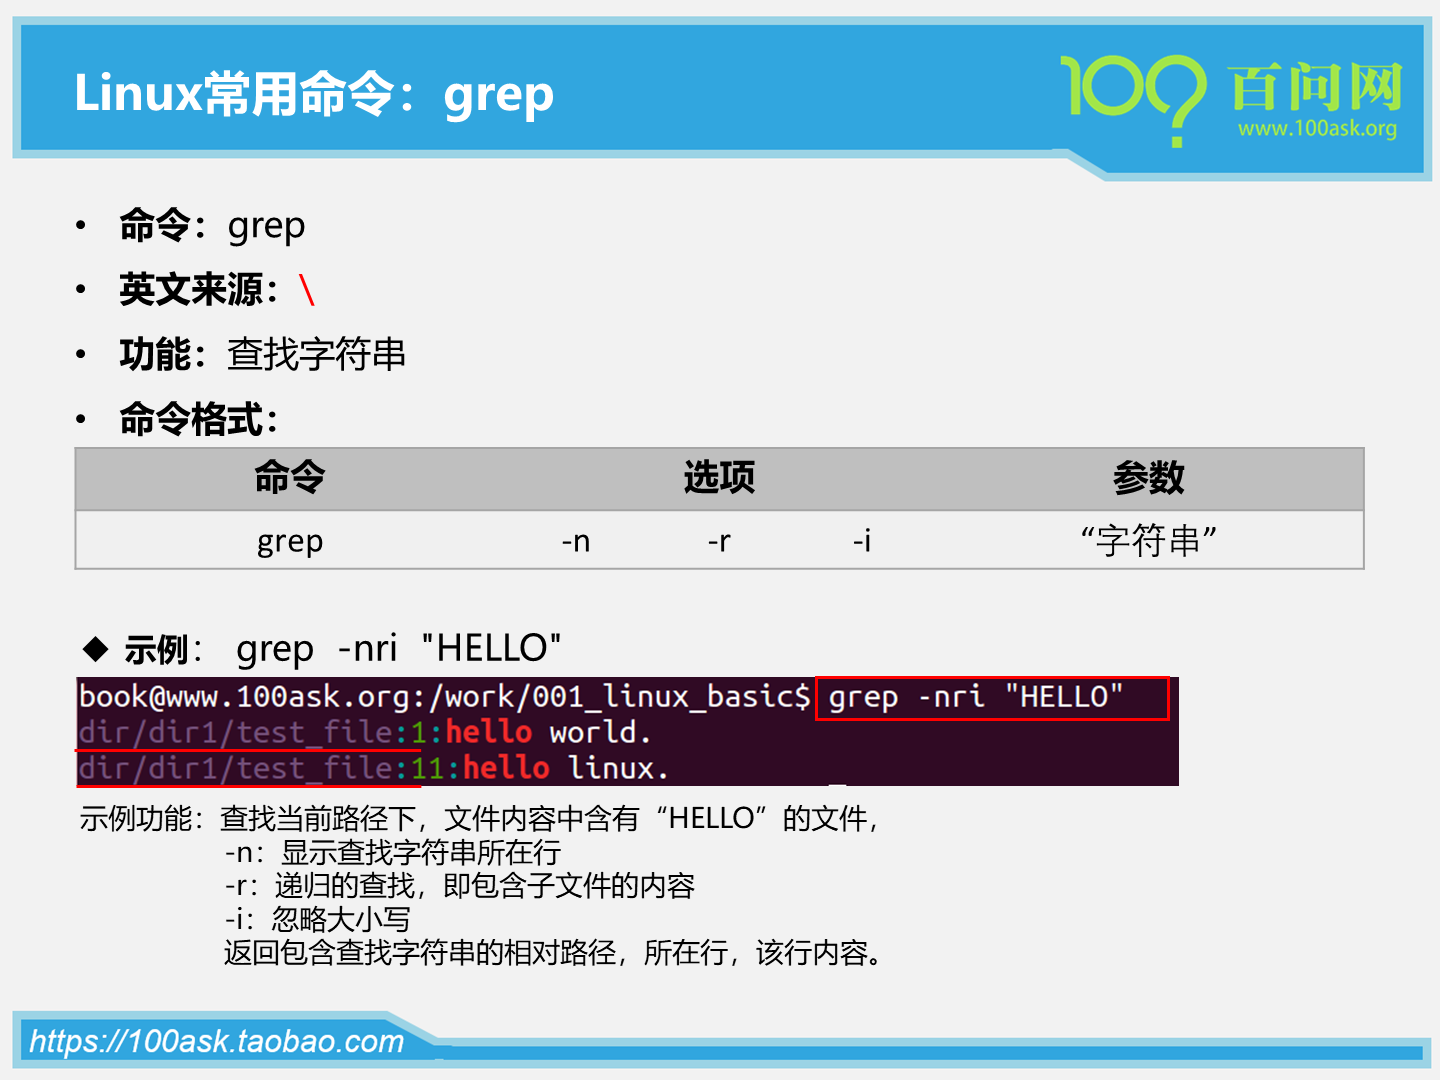 Linux常用命令：grep
100? 百问网
www.100ask.org
• 命令：grep
• 英文来源：\
• 功能：查找字符串
• 命令格式：
命令 选项 参数
grep -n -r -i “字符串”
◆ 示例： grep -nri "HELLO"
book@www.100ask.org:/work/001_linux_basic$ grep -nri "HELLO"
dir/dir1/test_file:1:hello world.
dir/dir1/test_file:11:hello linux.
示例功能：查找当前路径下，文件内容中含有“HELLO”的文件，
-n：显示查找字符串所在行
-r：递归的查找，即包含子文件的内容
-i：忽略大小写
返回包含查找字符串的相对路径，所在行，该行内容。
https://100ask.taobao.com